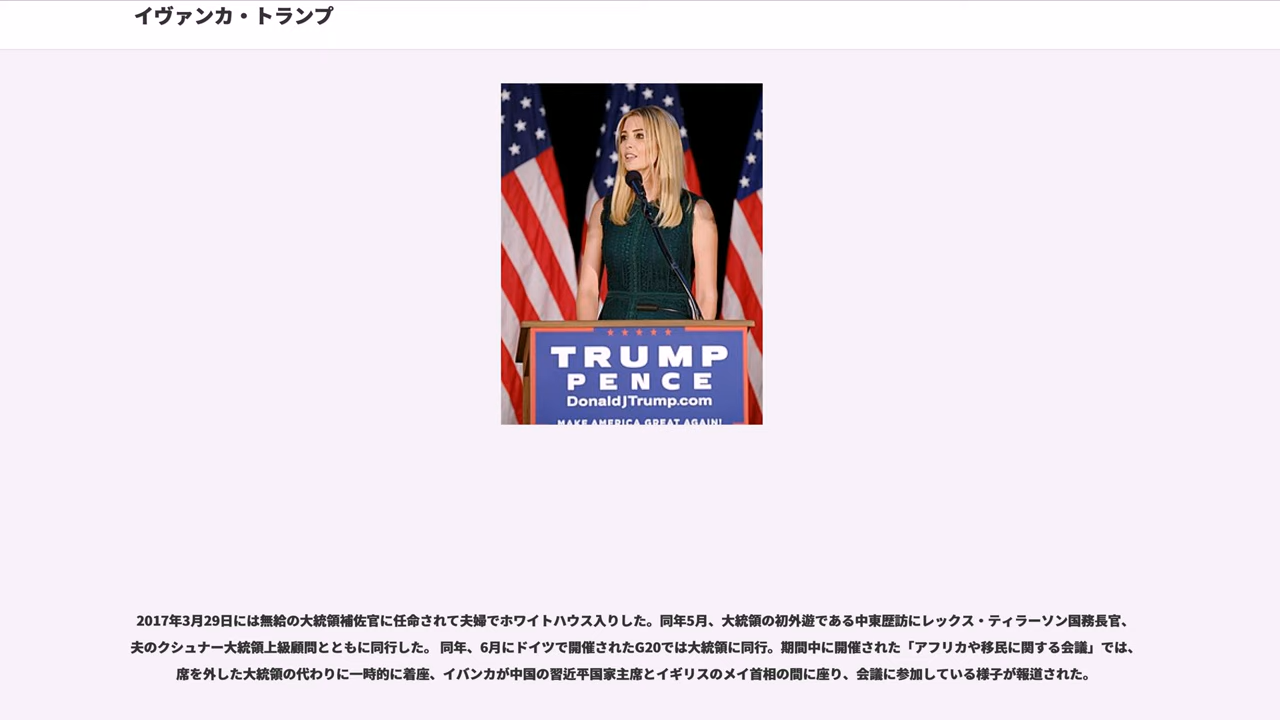 イヴァンカ・トランプ
TRUMP
PENCE
DonaldJTrump.com
MAKE AMERICA GREAT AGAIN!
2017年3月29日には無給の大統領補佐官に任命されて夫婦でホワイトハウス入りした。同年5月、大統領の初外遊である中東歴訪にレックス・ティラーソン国務長官、
夫のクシュナー大統領上級顧問とともに同行した。 同年、6月にドイツで開催されたG20では大統領に同行。期間中に開催された「アフリカや移民に関する会議」では、
席を外した大統領の代わりに一時的に着座、イバンカが中国の習近平国家主席とイギリスのメイ首相の間に座り、会議に参加している様子が報道された。